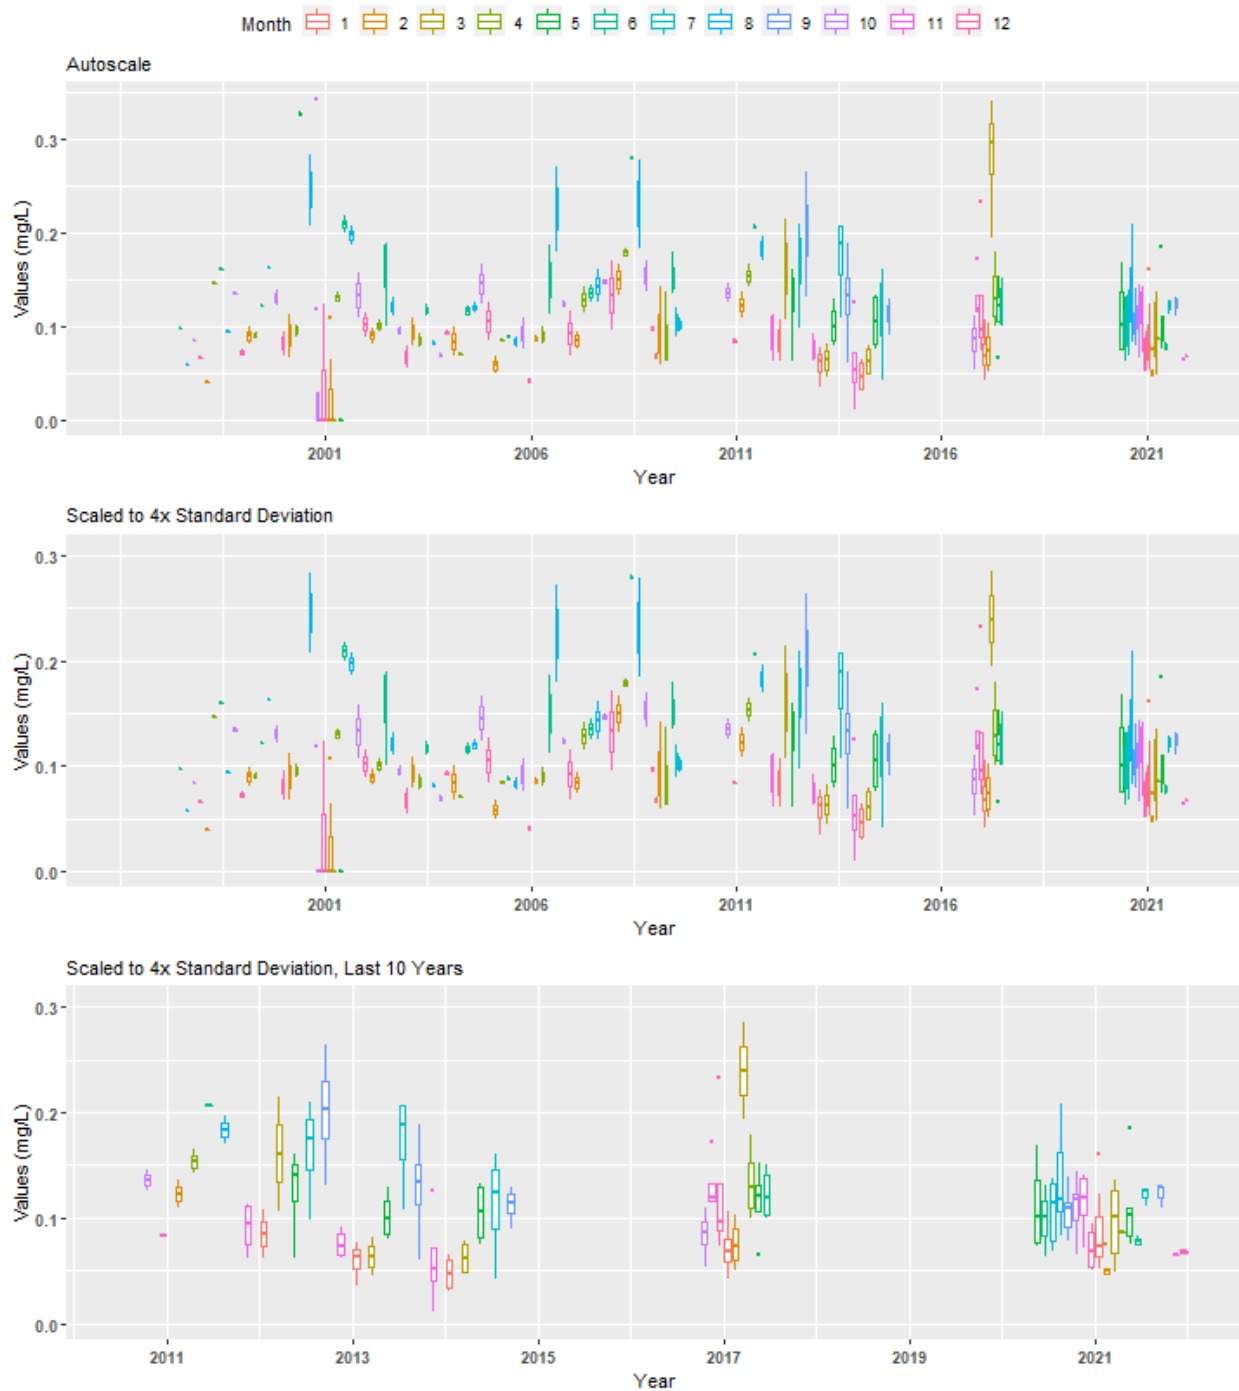 Month 1 2 3 4 5 6 7 8 9 10 11 12
Autoscale
Values (mg/L)
0.3
0.2
0.1
0.0
2001 2006 2011 2016 2021
Year
Scaled to 4x Standard Deviation
Values (mg/L)
0.3
0.2
0.1
0.0
2001 2006 2011 2016 2021
Year
Scaled to 4x Standard Deviation, Last 10 Years
Values (mg/L)
0.3
0.2
0.1
0.0
2011 2013 2015 2017 2019 2021
Year